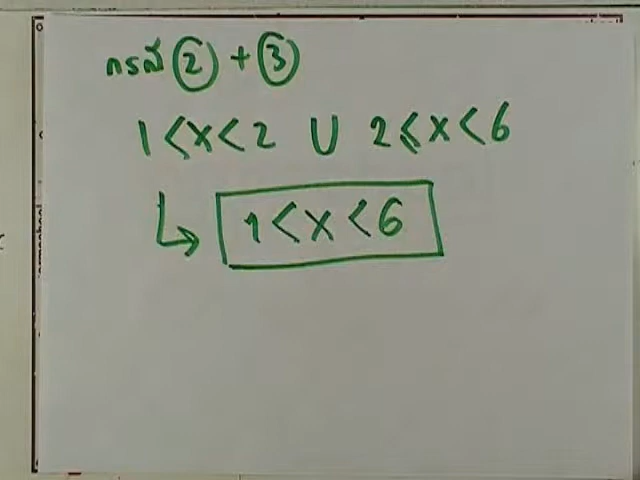 กรณี ② + ③
1 < x < 2 U 2 ≤ x < 6
↳ 1 < x < 6